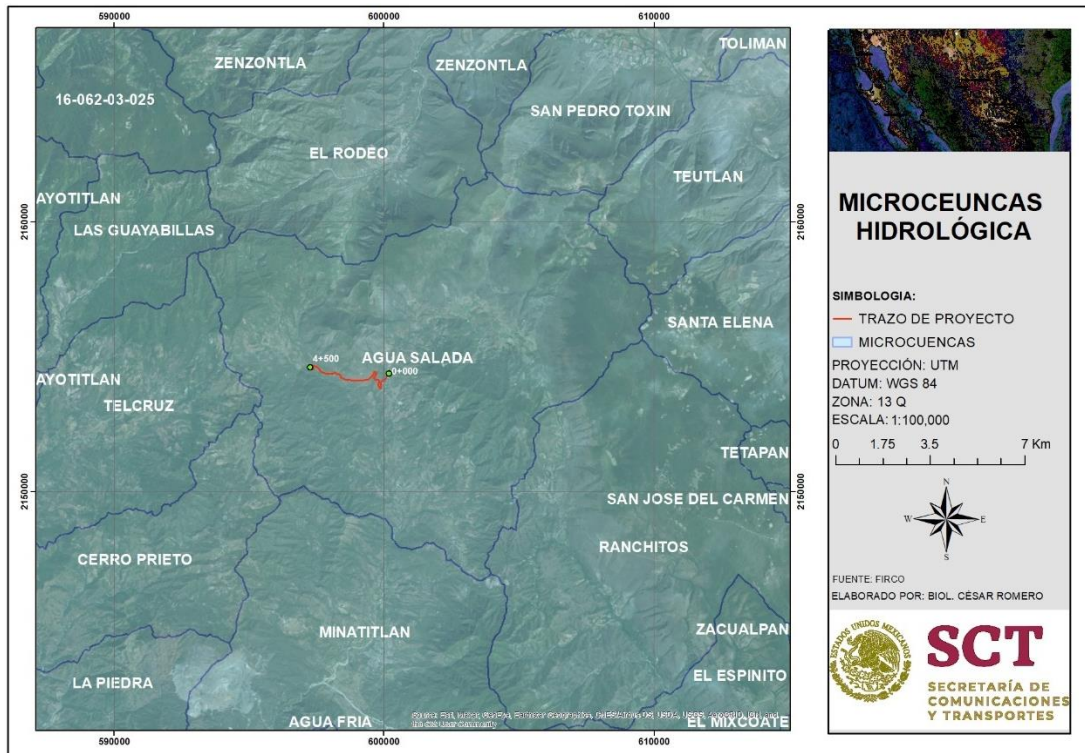 590000
600000
610000
TOLIMAN
ZENZONTLA
ZENZONTLA
16-062-03-025
SAN PEDRO TOXIN
EL RODEO
TEUTLAN
AYOTITLAN
LAS GUAYABILLAS
2160000
2160000
SANTA ELENA
4+500
AGUA SALADA
0+000
AYOTITLAN
TELCRUZ
TETAPAN
2150000
SAN JOSE DEL CARMEN
2150000
RANCHITOS
CERRO PRIETO
MINATITLAN
ZACUALPAN
LA PIEDRA
EL ESPINITO
AGUA FRIA
EL MIXCOATE
590000
600000
610000
MICROCEUNCAS
HIDROLÓGICA
SIMBOLOGIA:
TRAZO DE PROYECTO
MICROCUENCAS
PROYECCIÓN: UTM
DATUM: WGS 84
ZONA: 13 Q
ESCALA: 1:100,000
0 1.75 3.5 7 Km
N
W E
S
FUENTE: FIRCO
ELABORADO POR: BIOL. CÉSAR ROMERO
ESTADOS UNIDOS MEXICANOS
SCT
SECRETARÍA DE
COMUNICACIONES
Y TRANSPORTES